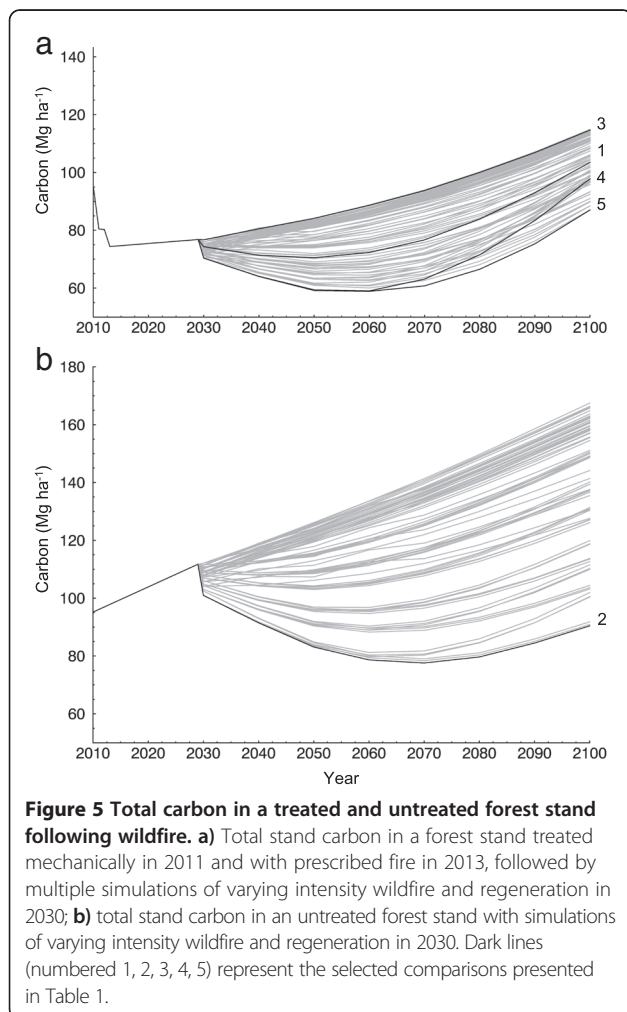 a
140
120
100
80
60
Carbon (Mg ha⁻¹)
3
1
4
5
2010 2020 2030 2040 2050 2060 2070 2080 2090 2100
b
180
160
140
120
100
80
60
Carbon (Mg ha⁻¹)
2
2010 2020 2030 2040 2050 2060 2070 2080 2090 2100
Year
Figure 5 Total carbon in a treated and untreated forest stand
following wildfire. a) Total stand carbon in a forest stand treated
mechanically in 2011 and with prescribed fire in 2013, followed by
multiple simulations of varying intensity wildfire and regeneration in
2030; b) total stand carbon in an untreated forest stand with simulations
of varying intensity wildfire and regeneration in 2030. Dark lines
(numbered 1, 2, 3, 4, 5) represent the selected comparisons presented
in Table 1.